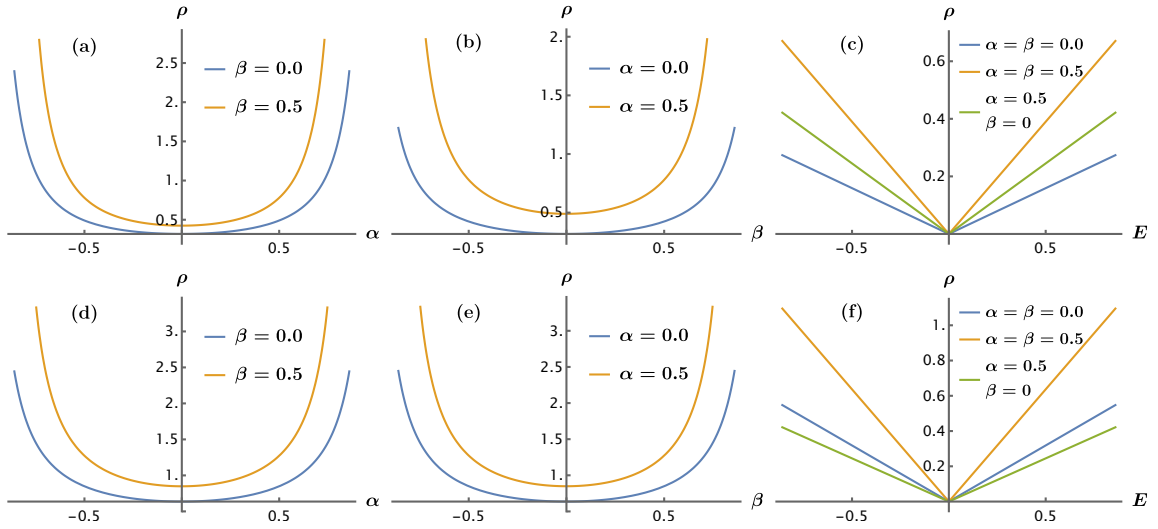 ρ
(a)
β = 0.0
β = 0.5
2.5
2.
1.5
1.
0.5
−0.5
0.5
α
ρ
(b)
α = 0.0
α = 0.5
2.
1.5
1.
0.5
−0.5
0.5
β
ρ
(c)
α = β = 0.0
α = β = 0.5
α = 0.5
β = 0
0.6
0.4
0.2
−0.5
0.5
E
ρ
(d)
β = 0.0
β = 0.5
3.
2.5
2.
1.5
1.
−0.5
0.5
α
ρ
(e)
α = 0.0
α = 0.5
3.
2.5
2.
1.5
1.
−0.5
0.5
β
ρ
(f)
α = β = 0.0
α = β = 0.5
α = 0.5
β = 0
1.
0.8
0.6
0.4
0.2
−0.5
0.5
E